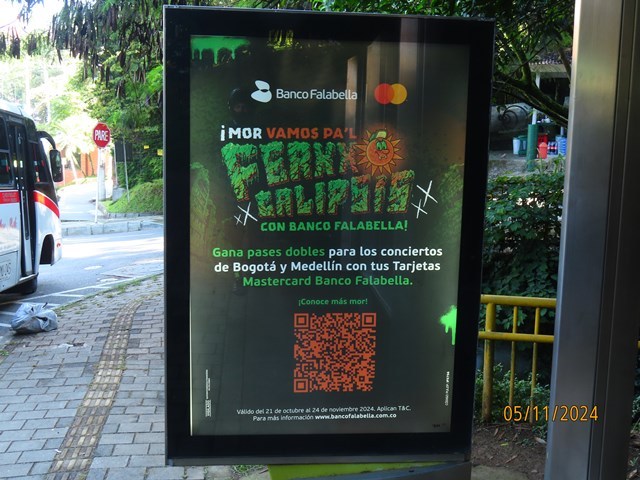 Banco Falabella
PARE
¡MOR VAMOS PA'L
FERXXO
CALIPSIS
CON BANCO FALABELLA!
Gana pases dobles para los conciertos
de Bogotá y Medellín con tus Tarjetas
Mastercard Banco Falabella.
¡Conoce más mor!
Válido del 21 de octubre al 24 de noviembre 2024. Aplican T&C.
Para más información www.bancofalabella.com.co
05/11/2024